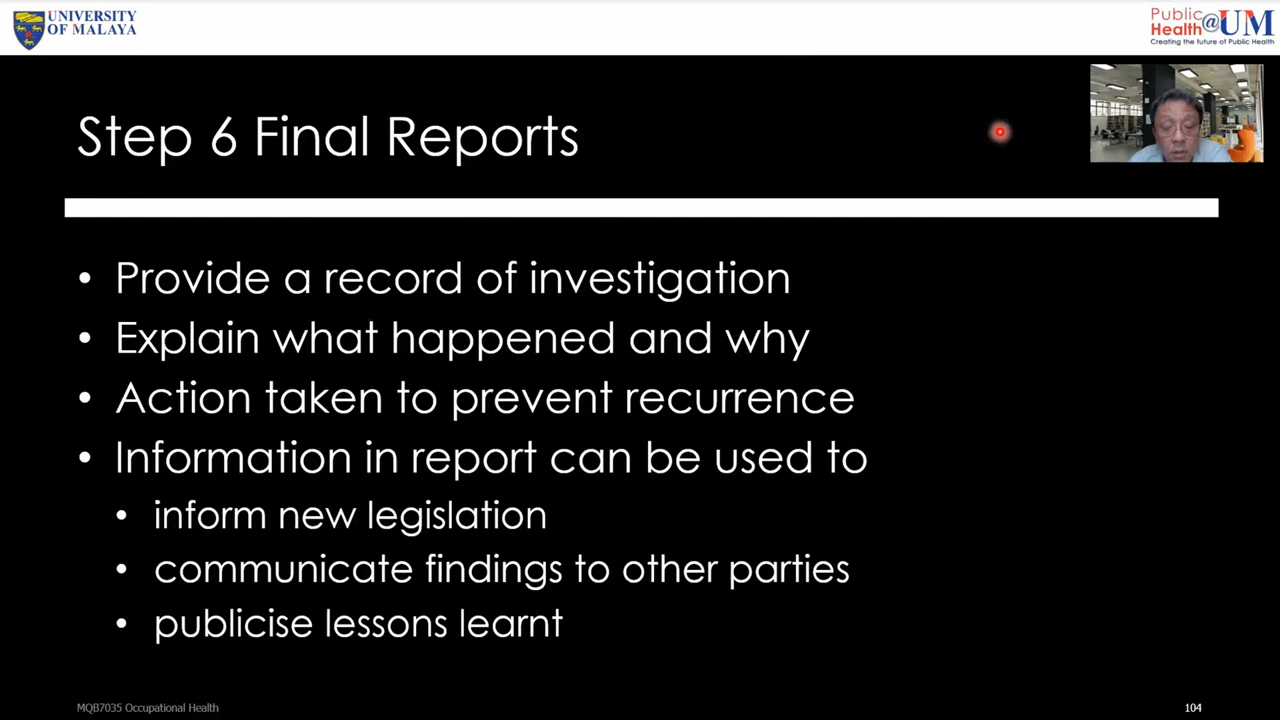 UNIVERSITY
OF MALAYA
Public
Health@UM
Creating the future of Public Health
Step 6 Final Reports
• Provide a record of investigation
• Explain what happened and why
• Action taken to prevent recurrence
• Information in report can be used to
• inform new legislation
• communicate findings to other parties
• publicise lessons learnt
MQB7035 Occupational Health
104